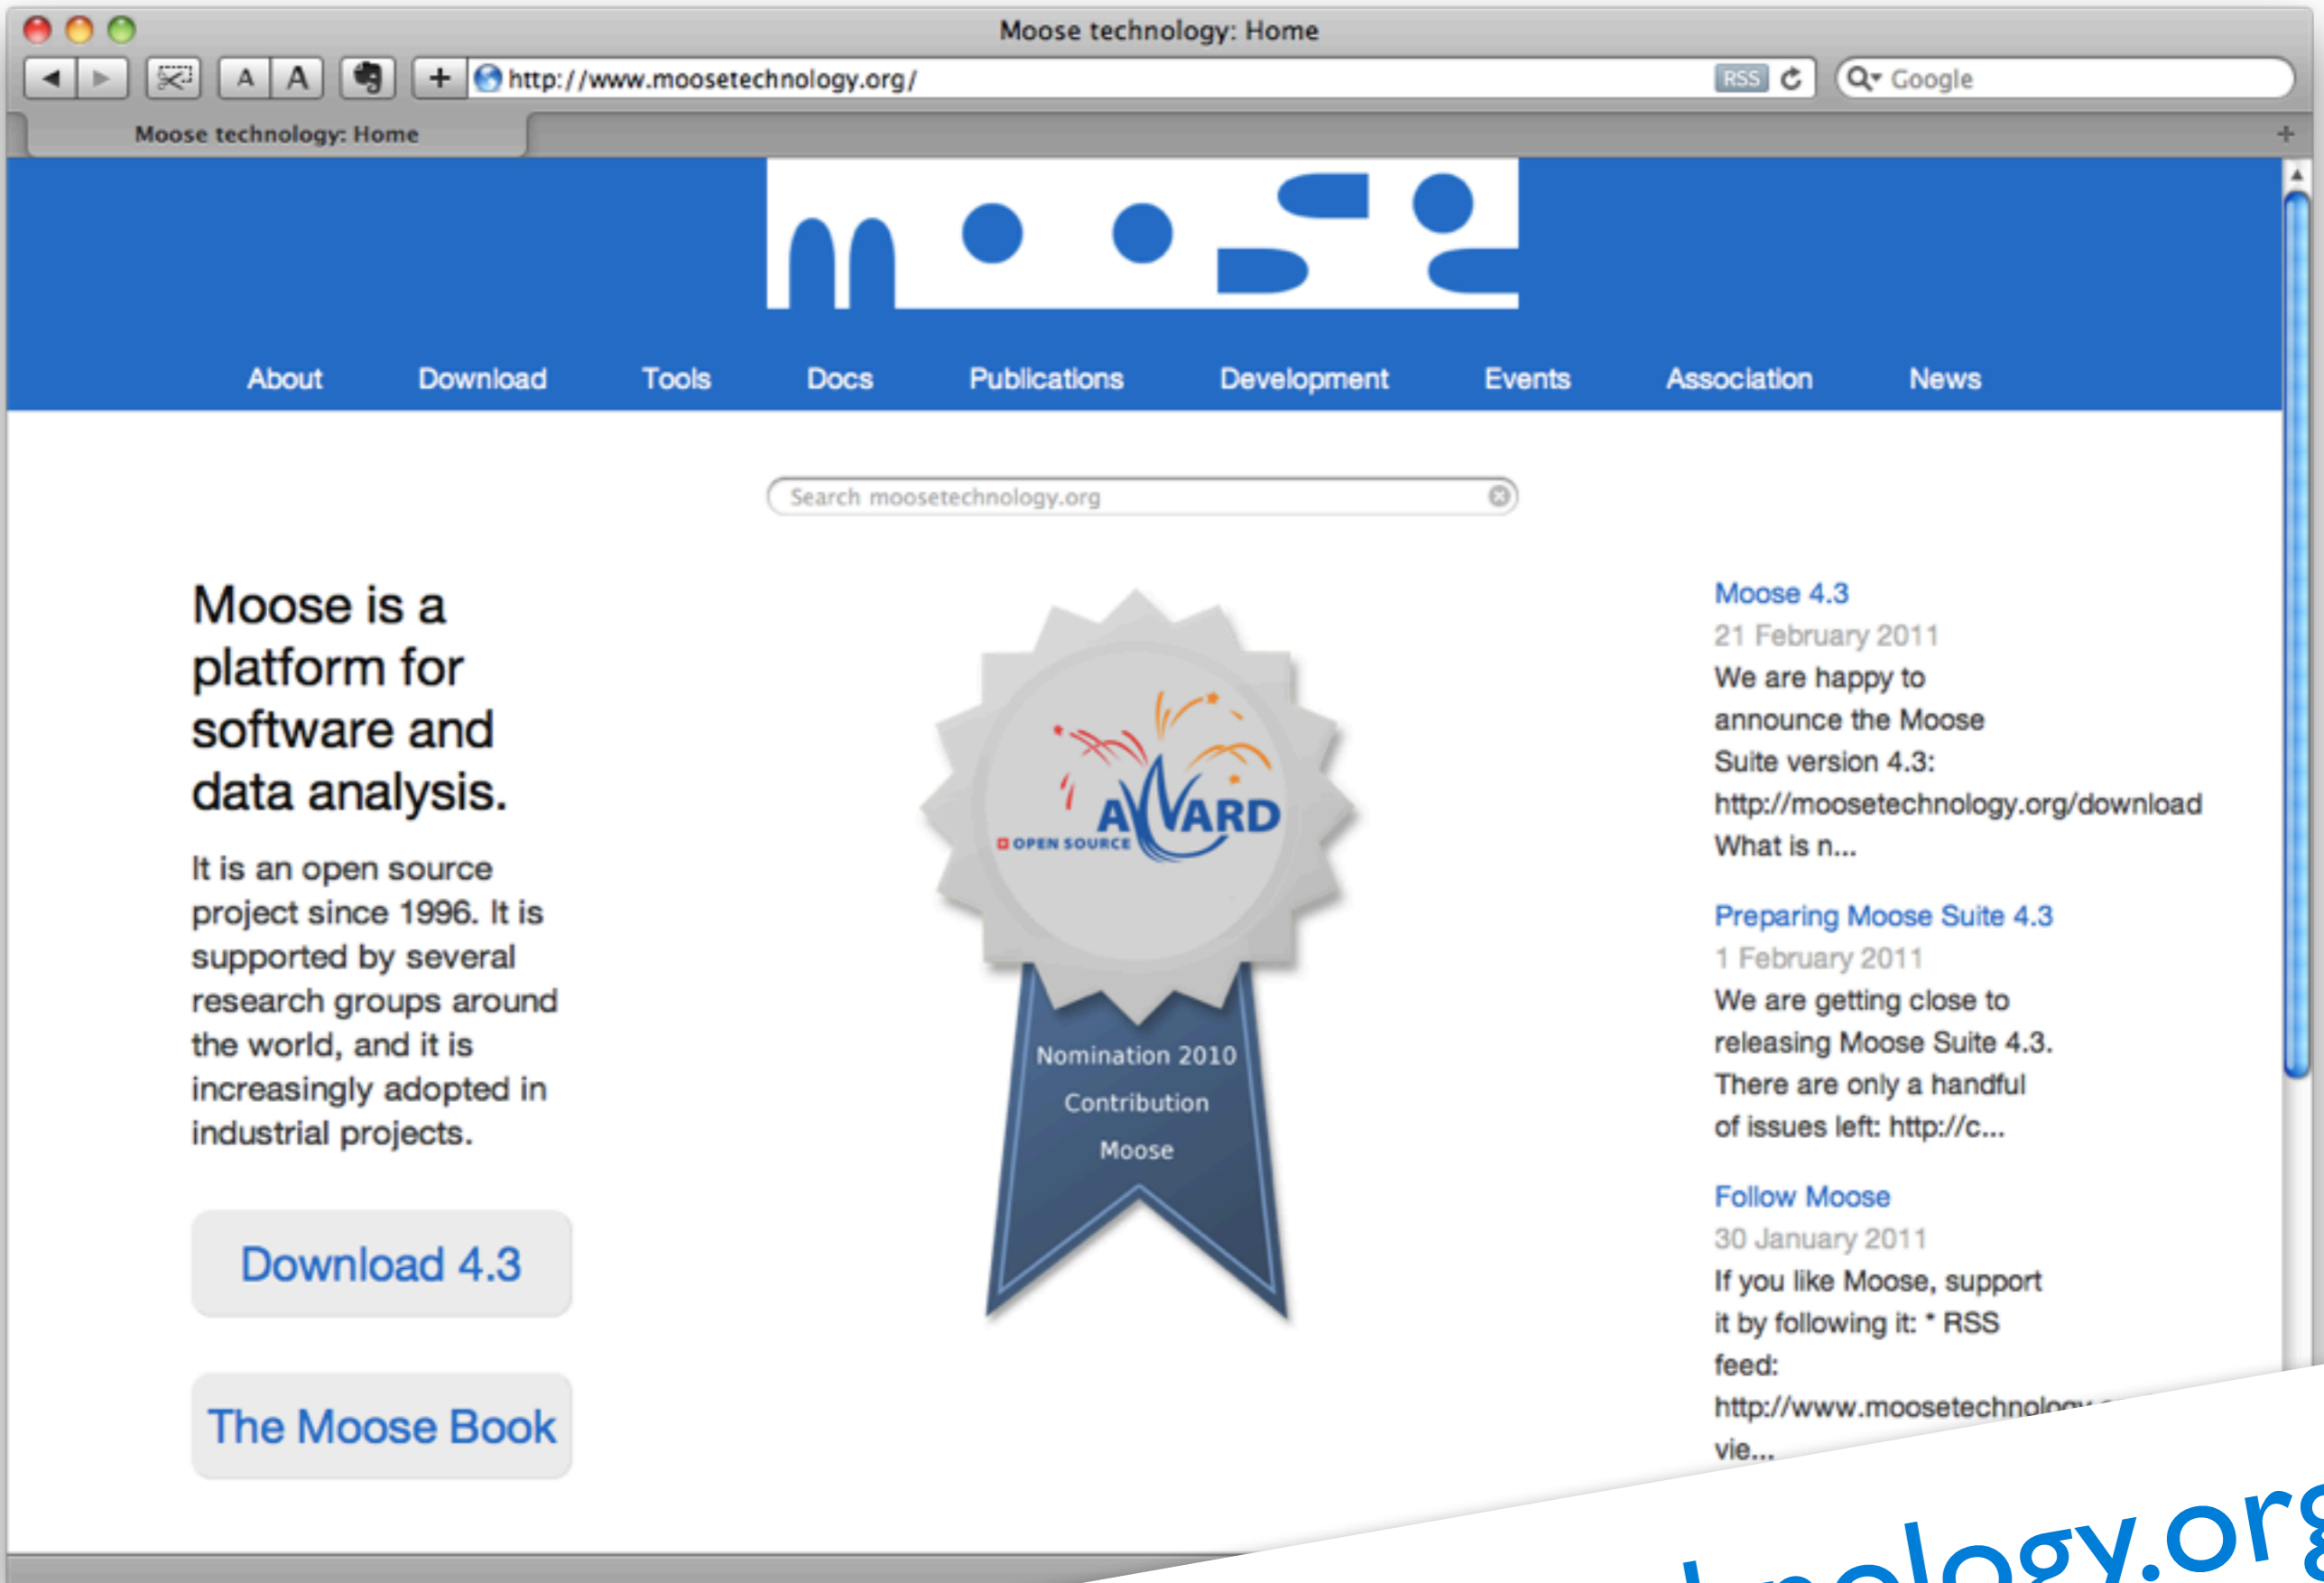 Moose technology: Home
A A + http://www.moosetechnology.org/ RSS Google
Moose technology: Home +
moose
About Download Tools Docs Publications Development Events Association News
Search moosetechnology.org
Moose is a
platform for
software and
data analysis.
It is an open source
project since 1996. It is
supported by several
research groups around
the world, and it is
increasingly adopted in
industrial projects.
Download 4.3
The Moose Book
AWARD
OPEN SOURCE
Nomination 2010
Contribution
Moose
Moose 4.3
21 February 2011
We are happy to
announce the Moose
Suite version 4.3:
http://moosetechnology.org/download
What is n...
Preparing Moose Suite 4.3
1 February 2011
We are getting close to
releasing Moose Suite 4.3.
There are only a handful
of issues left: http://c...
Follow Moose
30 January 2011
If you like Moose, support
it by following it: * RSS
feed:
http://www.moosetechnology
vie...
nology.org